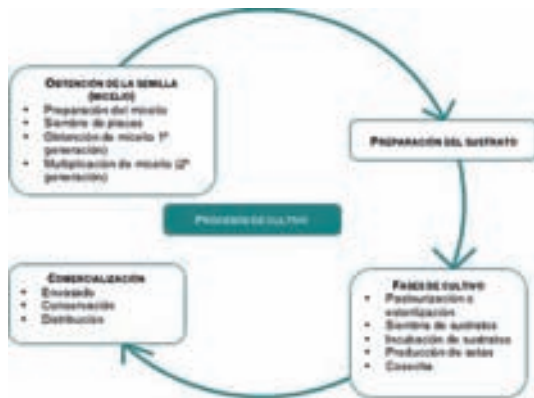 OBTENCIÓN DE LA SEMILLA
(MICELIO)
• Preparación del micelio
• Siembra de placas
• Obtención de micelio 1ª
generación)
• Multiplicación de micelio (2ª
generación)
PREPARACIÓN DEL SUSTRATO
PROCESOS DE CULTIVO
FASES DE CULTIVO
• Pasteurización o
esterilización
• Siembra de sustratos
• Incubación de sustratos
• Producción de setas
• Cosecha
COMERCIALIZACIÓN
• Envasado
• Conservación
• Distribución